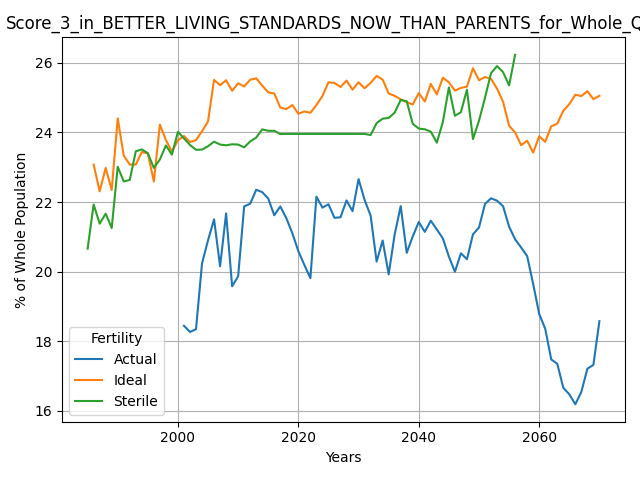 Score_3_in_BETTER_LIVING_STANDARDS_NOW_THAN_PARENTS_for_Whole_Q
26
24
22
20
18
16
% of Whole Population
Fertility
Actual
Ideal
Sterile
2000
2020
2040
2060
Years